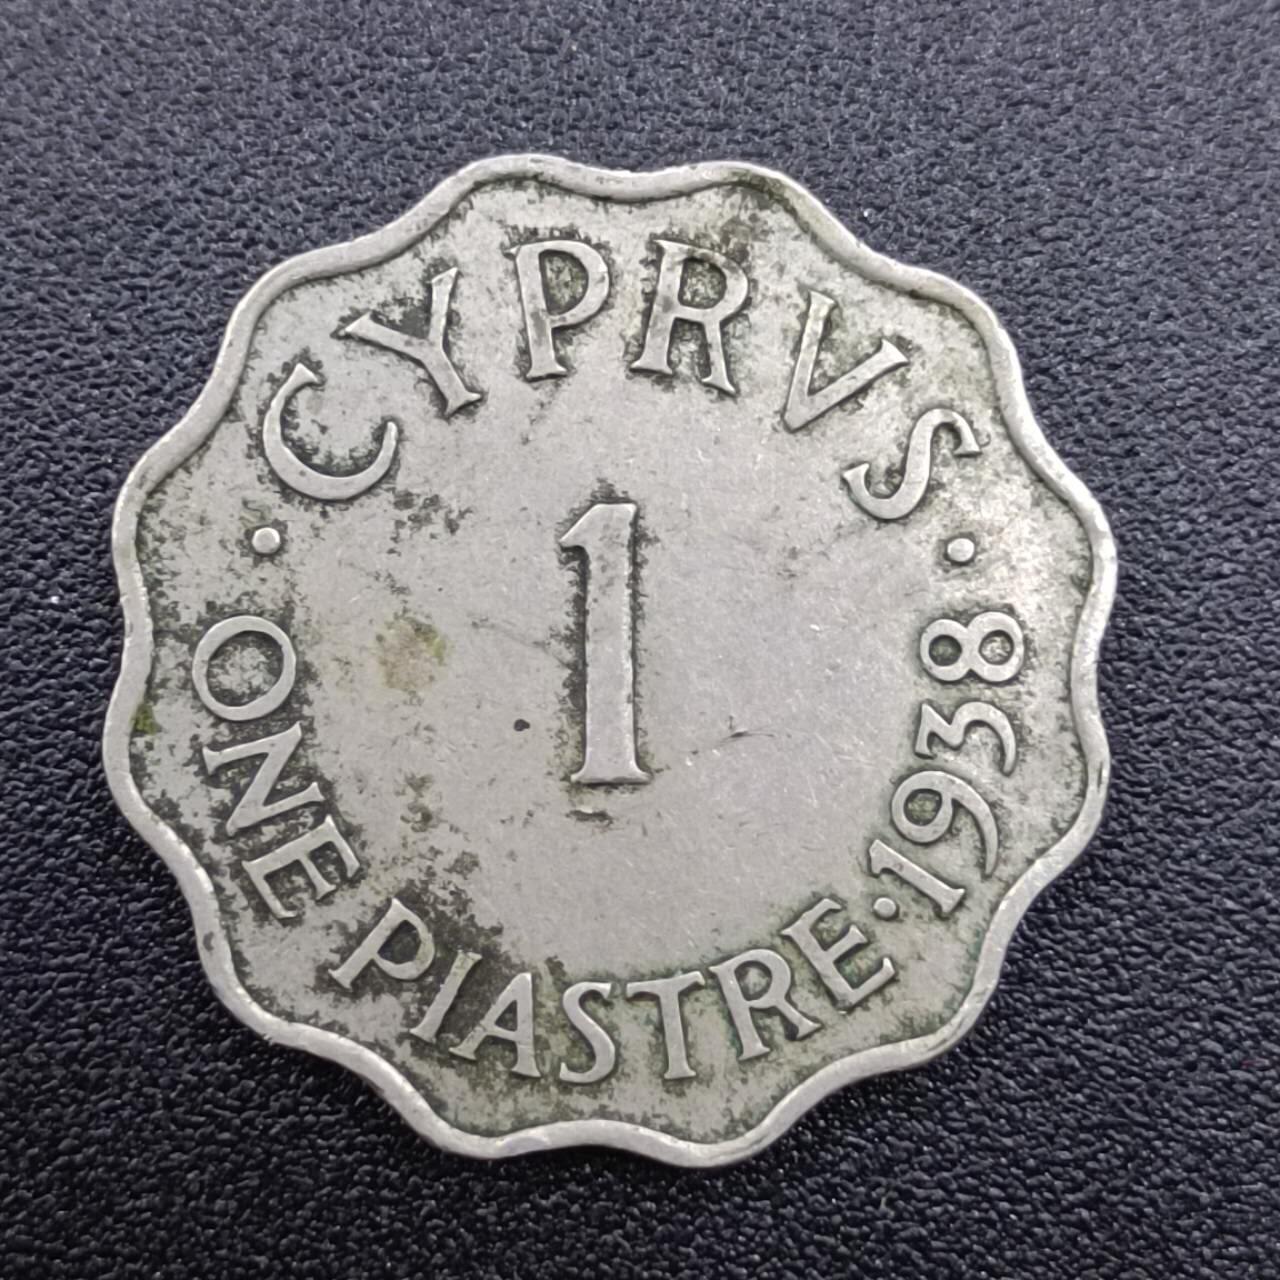 CYPRVS
1
· ONE PIASTRE · 1938 ·